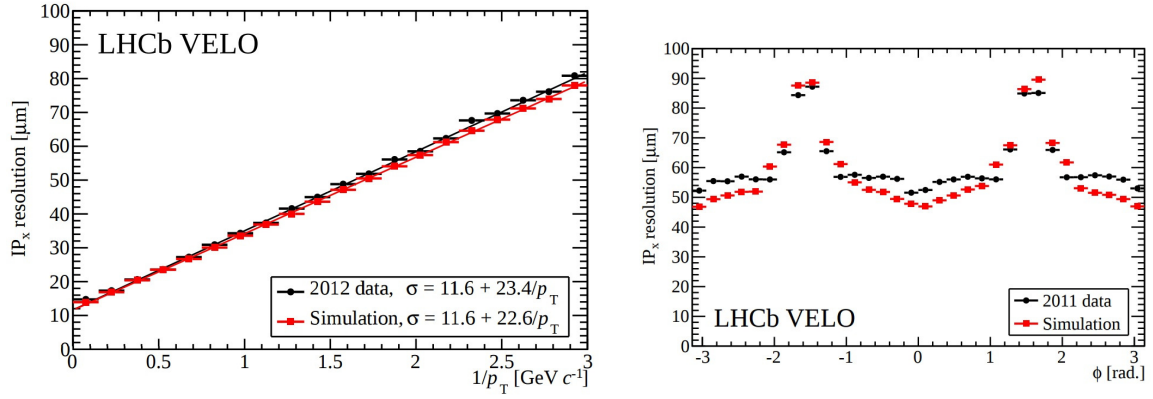 LHCb VELO
IPx resolution [μm]
100
90
80
70
60
50
40
30
20
10
0
2012 data, σ = 11.6 + 23.4/pT
Simulation, σ = 11.6 + 22.6/pT
0 0.5 1 1.5 2 2.5 3
1/pT [GeV c⁻¹]
IPx resolution [μm]
100
90
80
70
60
50
40
30
20
10
0
2011 data
Simulation
LHCb VELO
-3 -2 -1 0 1 2 3
ϕ [rad.]